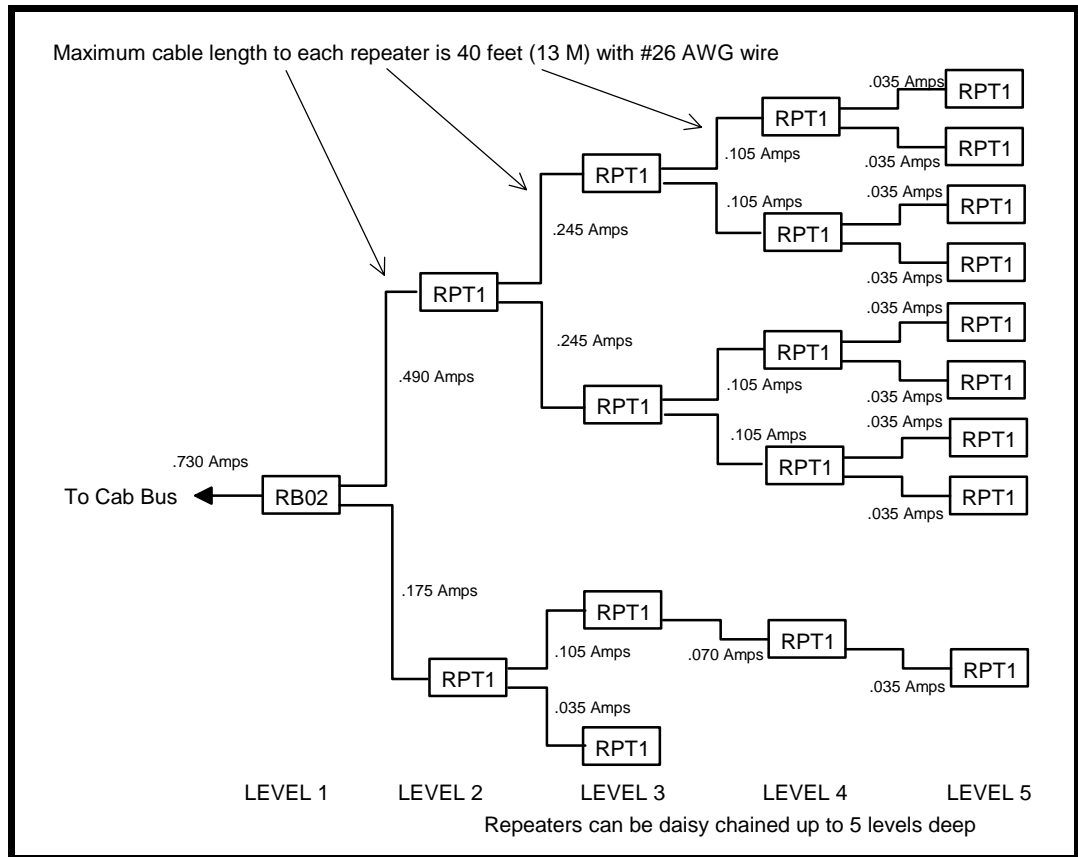 Maximum cable length to each repeater is 40 feet (13 M) with #26 AWG wire
.035 Amps
RPT1
RPT1
RPT1
.105 Amps
.035 Amps
RPT1
.035 Amps
RPT1
.105 Amps
RPT1
.245 Amps
RPT1
.035 Amps
RPT1
.035 Amps
RPT1
.245 Amps
RPT1
.490 Amps
.105 Amps
.035 Amps
RPT1
RPT1
.035 Amps
.105 Amps
RPT1
RPT1
.730 Amps
To Cab Bus
RB02
RPT1
.035 Amps
.175 Amps
RPT1
.105 Amps
.070 Amps
RPT1
RPT1
.035 Amps
RPT1
.035 Amps
RPT1
LEVEL 1
LEVEL 2
LEVEL 3
LEVEL 4
LEVEL 5
Repeaters can be daisy chained up to 5 levels deep